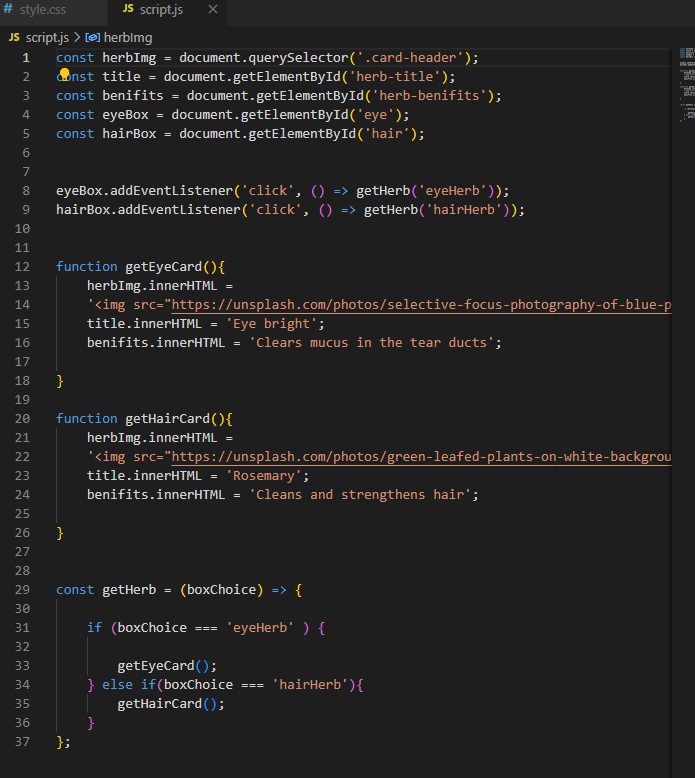 # style.css
JS script.js ×
JS script.js > herbImg
1 const herbImg = document.querySelector('.card-header');
2 const title = document.getElementById('herb-title');
3 const benifits = document.getElementById('herb-benifits');
4 const eyeBox = document.getElementById('eye');
5 const hairBox = document.getElementById('hair');
6
7
8 eyeBox.addEventListener('click', () => getHerb('eyeHerb'));
9 hairBox.addEventListener('click', () => getHerb('hairHerb'));
10
11
12 function getEyeCard(){
13     herbImg.innerHTML =
14     '<img src="https://unsplash.com/photos/selective-focus-photography-of-blue-p
15     title.innerHTML = 'Eye bright';
16     benifits.innerHTML = 'Clears mucus in the tear ducts';
17
18 }
19
20 function getHairCard(){
21     herbImg.innerHTML =
22     '<img src="https://unsplash.com/photos/green-leafed-plants-on-white-backgrou
23     title.innerHTML = 'Rosemary';
24     benifits.innerHTML = 'Cleans and strengthens hair';
25
26 }
27
28
29 const getHerb = (boxChoice) => {
30
31     if (boxChoice === 'eyeHerb' ) {
32
33         getEyeCard();
34     } else if(boxChoice === 'hairHerb'){
35         getHairCard();
36     }
37 };